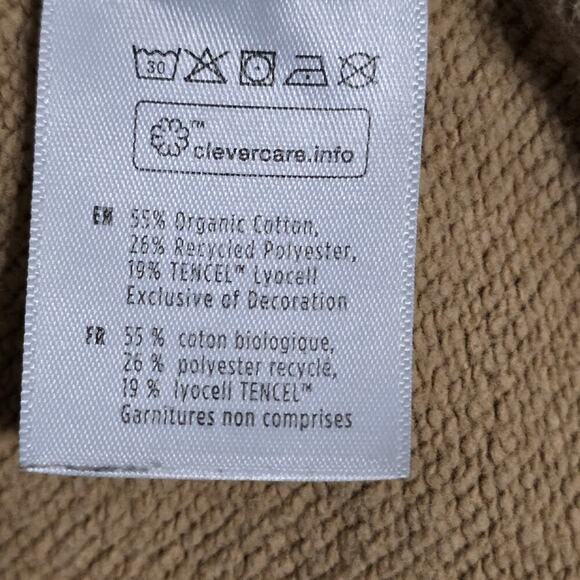 30
™
clevercare.info
EN 55% Organic Cotton,
26% Recycled Polyester,
19% TENCEL™ Lyocell
Exclusive of Decoration
FR 55 % coton biologique,
26 % polyester recyclé,
19 % lyocell TENCEL™
Garnitures non comprises